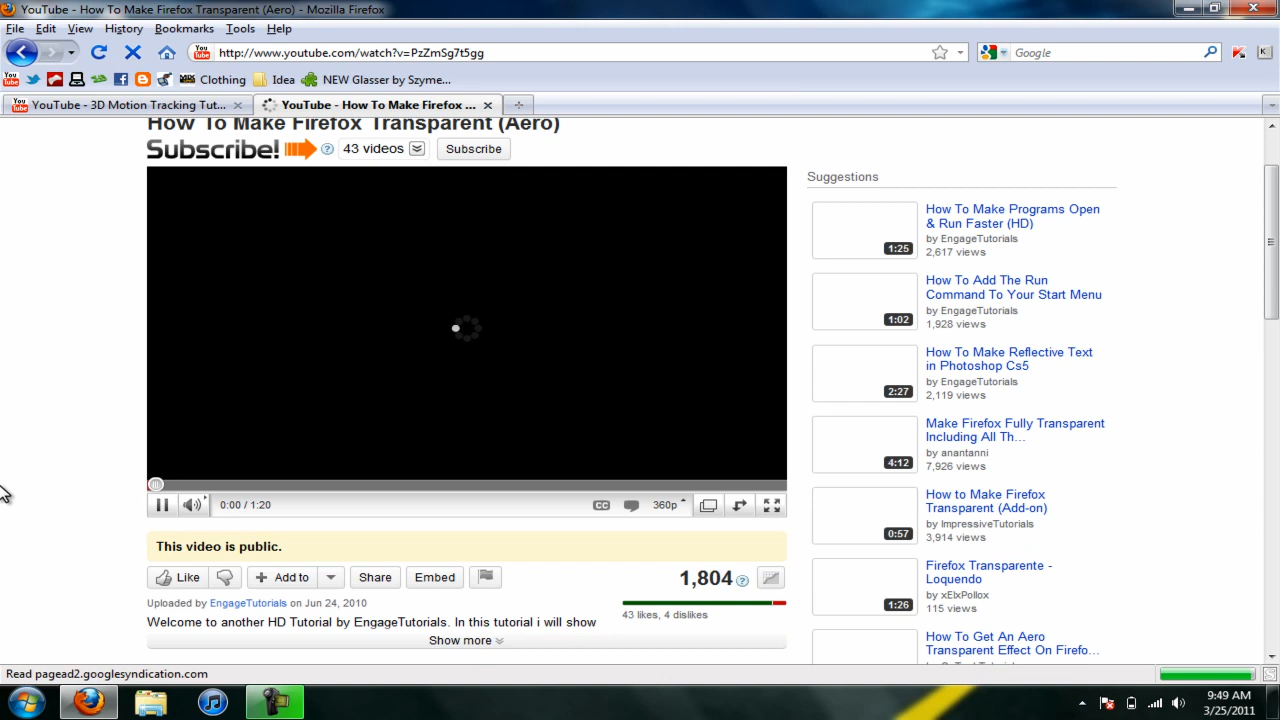 YouTube - How To Make Firefox Transparent (Aero) - Mozilla Firefox
File Edit View History Bookmarks Tools Help
You Tube http://www.youtube.com/watch?v=PzZmSg7t5gg Google
Clothing Idea NEW Glasser by Szyme...
YouTube - 3D Motion Tracking Tut... YouTube - How To Make Firefox ...
How To Make Firefox Transparent (Aero)
Subscribe! 43 videos Subscribe
Suggestions
How To Make Programs Open
& Run Faster (HD)
by EngageTutorials
1:25
2,617 views
How To Add The Run
Command To Your Start Menu
by EngageTutorials
1:02
1,928 views
How To Make Reflective Text
in Photoshop Cs5
by EngageTutorials
2:27
2,119 views
Make Firefox Fully Transparent
Including All Th...
by anantanni
4:12
7,926 views
How to Make Firefox
Transparent (Add-on)
by ImpressiveTutorials
0:57
3,914 views
Firefox Transparente -
Loquendo
by xElxPollox
1:26
115 views
How To Get An Aero
Transparent Effect On Firefo...
0:00 / 1:20 CC 360p
This video is public.
Like Add to Share Embed 1,804
Uploaded by EngageTutorials on Jun 24, 2010
43 likes, 4 dislikes
Welcome to another HD Tutorial by EngageTutorials. In this tutorial i will show
Show more
Read pagead2.googlesyndication.com
9:49 AM
3/25/2011